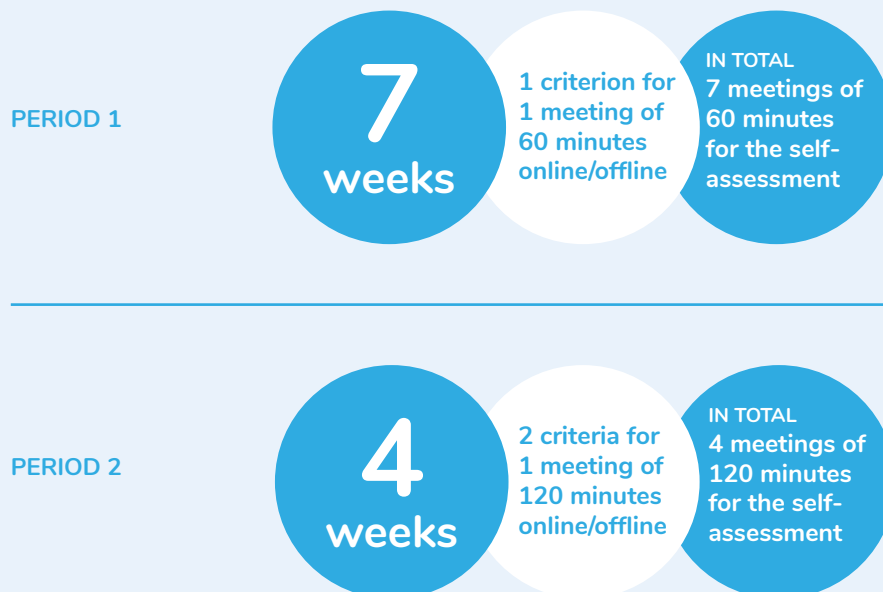 PERIOD 1
7
weeks
1 criterion for
1 meeting of
60 minutes
online/offline
IN TOTAL
7 meetings of
60 minutes
for the self-
assessment
PERIOD 2
4
weeks
2 criteria for
1 meeting of
120 minutes
online/offline
IN TOTAL
4 meetings of
120 minutes
for the self-
assessment